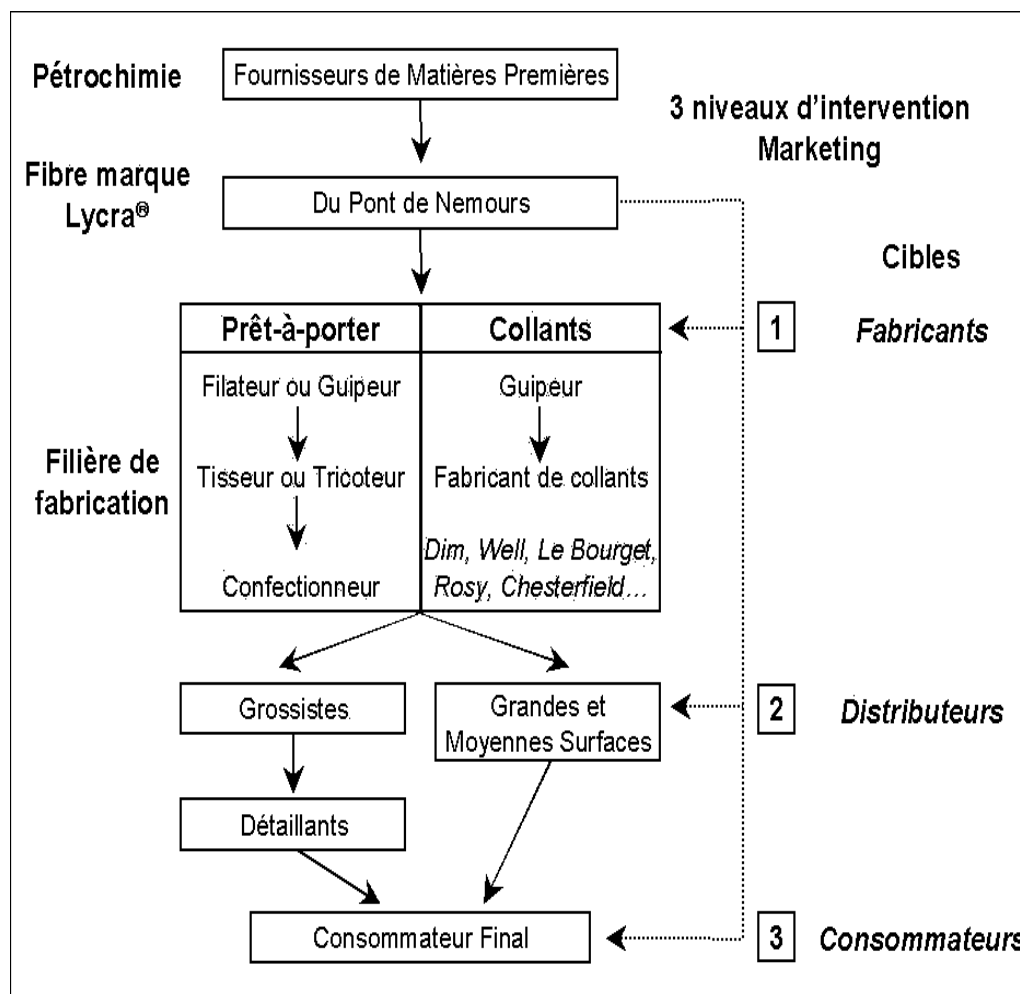 Pétrochimie
Fournisseurs de Matières Premières
3 niveaux d'intervention
Marketing
Fibre marque
Lycra®
Du Pont de Nemours
Cibles
Prêt-à-porter
Collants
1
Fabricants
Filière de
fabrication
Filateur ou Guipeur
Tisseur ou Tricoteur
Confectionneur
Guipeur
Fabricant de collants
Dim, Well, Le Bourget,
Rosy, Chesterfield...
Grossistes
Grandes et
Moyennes Surfaces
2
Distributeurs
Détaillants
Consommateur Final
3
Consommateurs